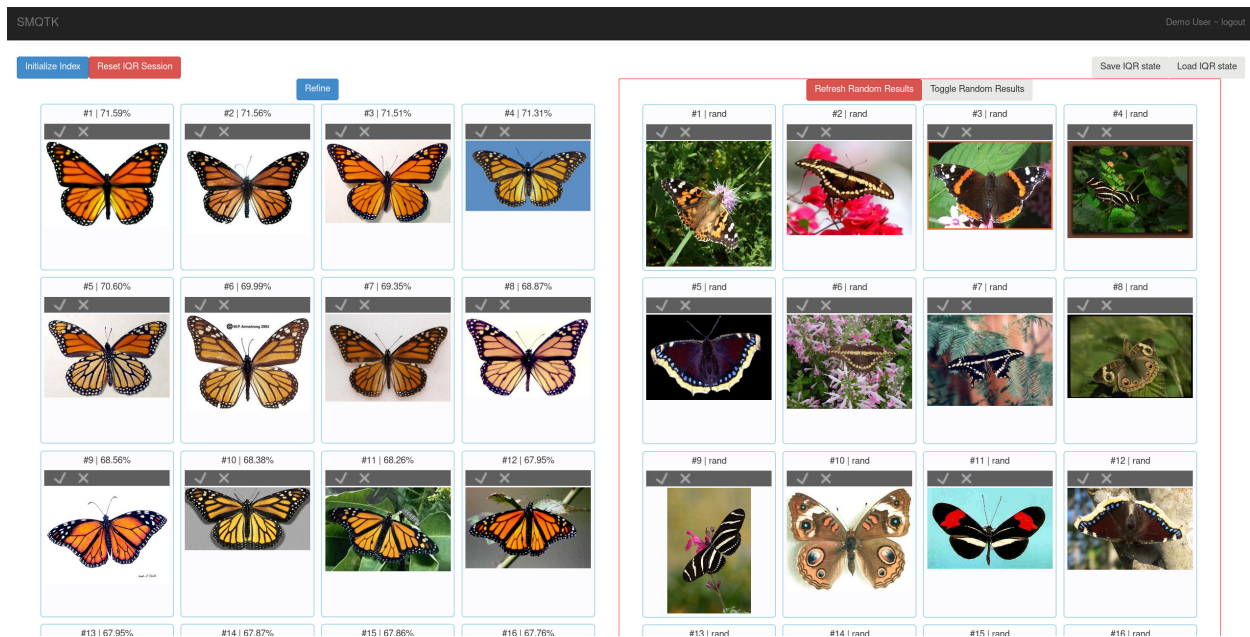 SMQTK
Demo User ~ logout
Initialize Index
Reset IQR Session
Save IQR state
Load IQR state
Refine
#1 | 71.59%
#2 | 71.56%
#3 | 71.51%
#4 | 71.31%
#5 | 70.60%
#6 | 69.99%
#7 | 69.35%
#8 | 68.87%
#9 | 68.56%
#10 | 68.38%
#11 | 68.26%
#12 | 67.95%
#13 | 67.95%
#14 | 67.87%
#15 | 67.86%
#16 | 67.76%
Refresh Random Results
Toggle Random Results
#1 | rand
#2 | rand
#3 | rand
#4 | rand
#5 | rand
#6 | rand
#7 | rand
#8 | rand
#9 | rand
#10 | rand
#11 | rand
#12 | rand
#13 | rand
#14 | rand
#15 | rand
#16 | rand